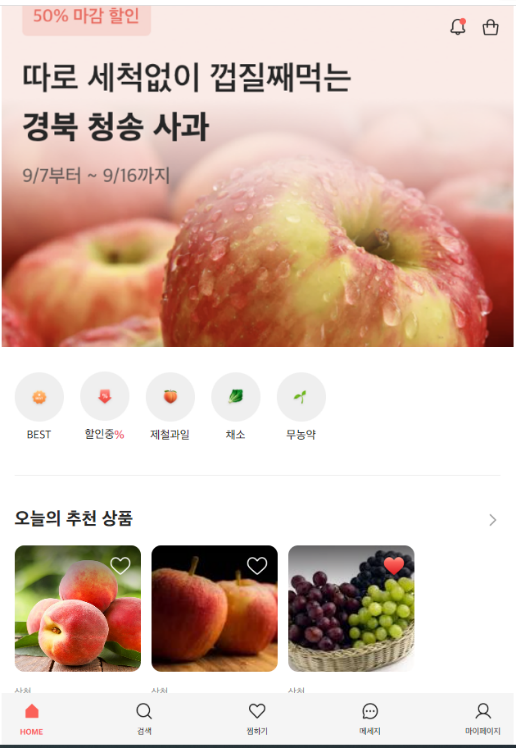 50% 마감 할인
따로 세척없이 껍질째먹는
경북 청송 사과
9/7부터 ~ 9/16까지
BEST
할인중%
제철과일
채소
무농약
오늘의 추천 상품
HOME
검색
찜하기
메세지
마이페이지